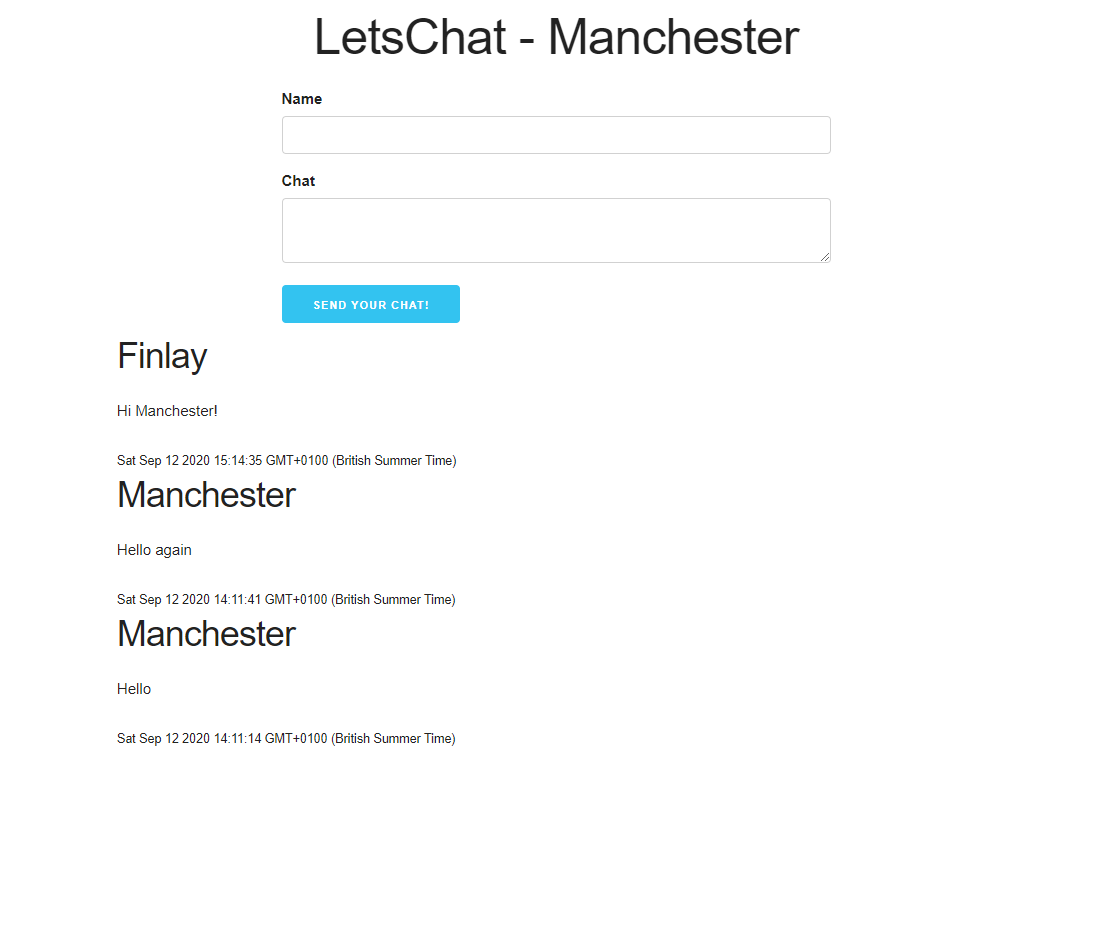 LetsChat - Manchester
Name
Chat
SEND YOUR CHAT!
Finlay
Hi Manchester!
Sat Sep 12 2020 15:14:35 GMT+0100 (British Summer Time)
Manchester
Hello again
Sat Sep 12 2020 14:11:41 GMT+0100 (British Summer Time)
Manchester
Hello
Sat Sep 12 2020 14:11:14 GMT+0100 (British Summer Time)